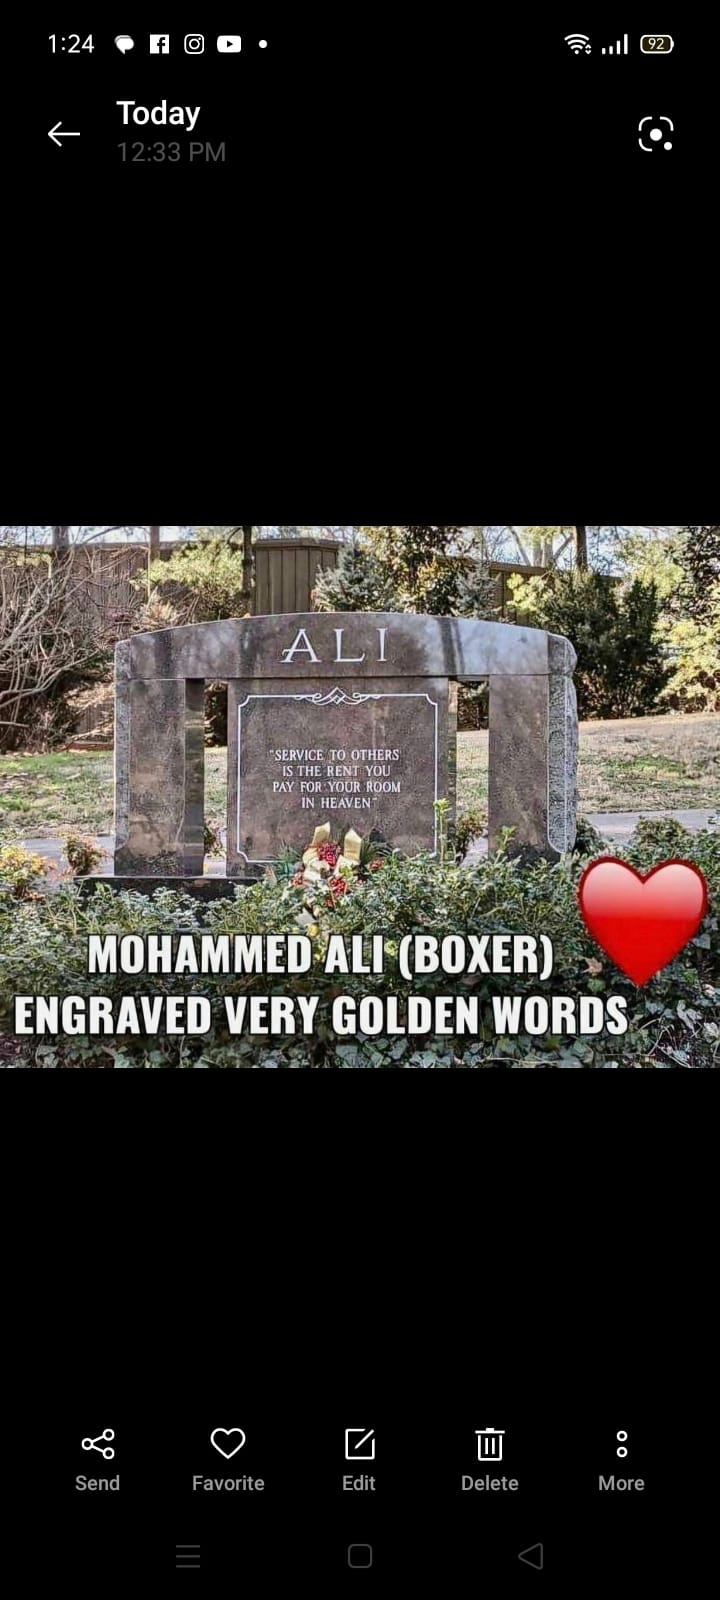 1:24
92
Today
12:33 PM
ALI
"SERVICE TO OTHERS
IS THE RENT YOU
PAY FOR YOUR ROOM
IN HEAVEN"
MOHAMMED ALI (BOXER)
ENGRAVED VERY GOLDEN WORDS
Send
Favorite
Edit
Delete
More